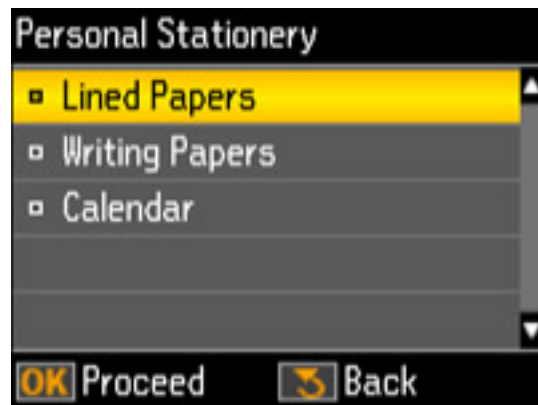 Personal Stationery
Lined Papers
Writing Papers
Calendar
OK Proceed Back